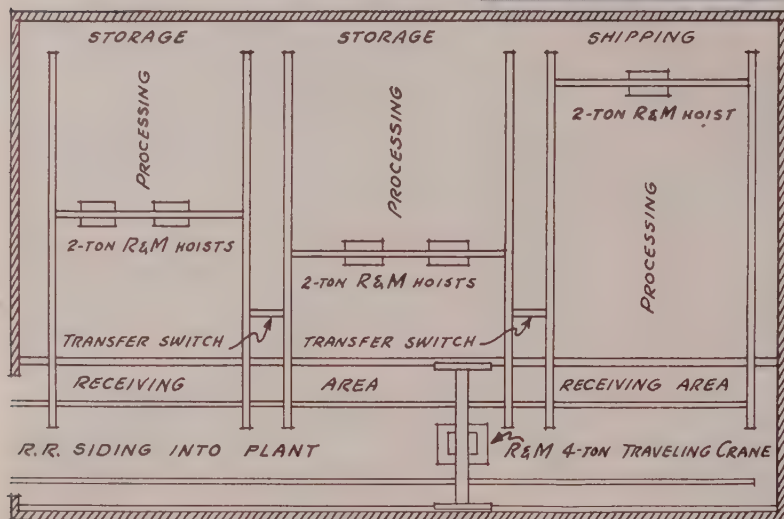 STORAGE
STORAGE
SHIPPING
PROCESSING
PROCESSING
2-TON R&M HOIST
2-TON R&M HOISTS
2-TON R&M HOISTS
PROCESSING
TRANSFER SWITCH
TRANSFER SWITCH
RECEIVING AREA
RECEIVING AREA
R.R. SIDING INTO PLANT
R&M 4-TON TRAVELING CRANE